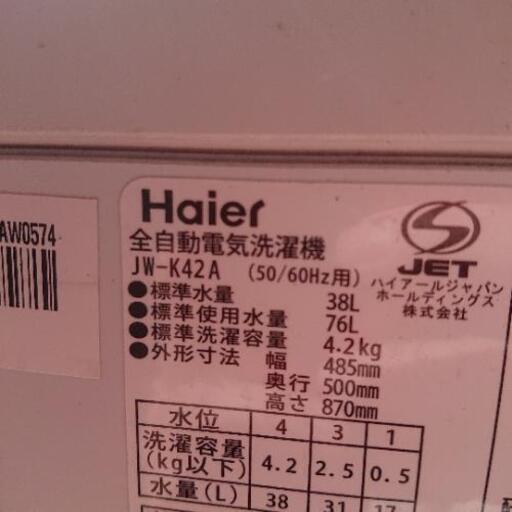 AW0574
Haier
全自動電気洗濯機
JW-K42A (50/60Hz用)
JET
ハイアールジャパン
ホールディングス
株式会社
●標準水量 38L
●標準使用水量 76L
●標準洗濯容量 4.2kg
●外形寸法 幅 485mm
奥行 500mm
高さ 870mm
水位 4 3 1
洗濯容量
(kg以下) 4.2 2.5 0.5
水量(L) 38 31 17